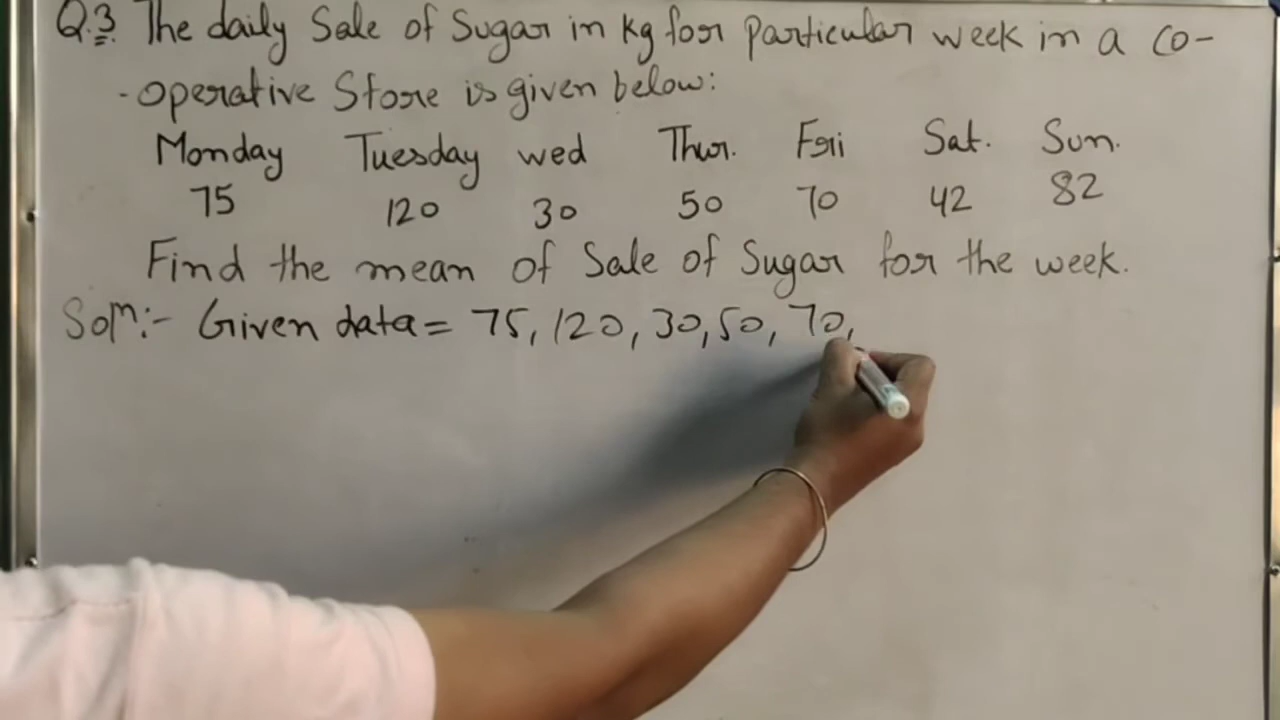 Q.3. The daily Sale of Sugar in kg for particular week in a co-
-operative Store is given below:
Monday Tuesday wed Thur. Fri Sat. Sun.
75 120 30 50 70 42 82
Find the mean of Sale of Sugar for the week.
Soln:- Given data = 75, 120, 30, 50, 70,